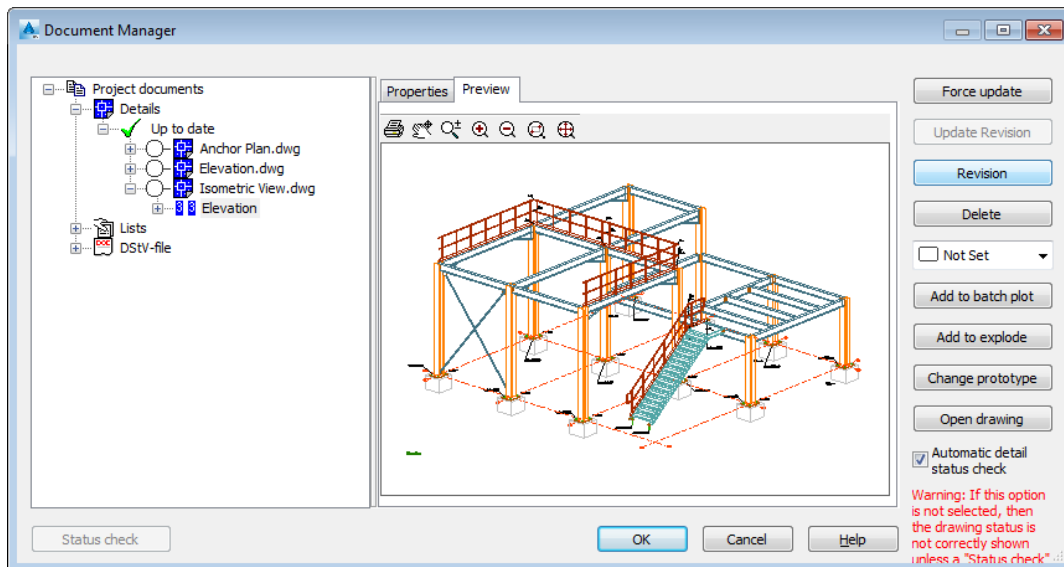 Document Manager
Project documents
Details
Up to date
Anchor Plan.dwg
Elevation.dwg
Isometric View.dwg
Elevation
Lists
DStV-file
Properties
Preview
Force update
Update Revision
Revision
Delete
Not Set
Add to batch plot
Add to explode
Change prototype
Open drawing
Automatic detail
status check
Warning: If this option
is not selected, then
the drawing status is
not correctly shown
unless a "Status check"
Status check
OK
Cancel
Help